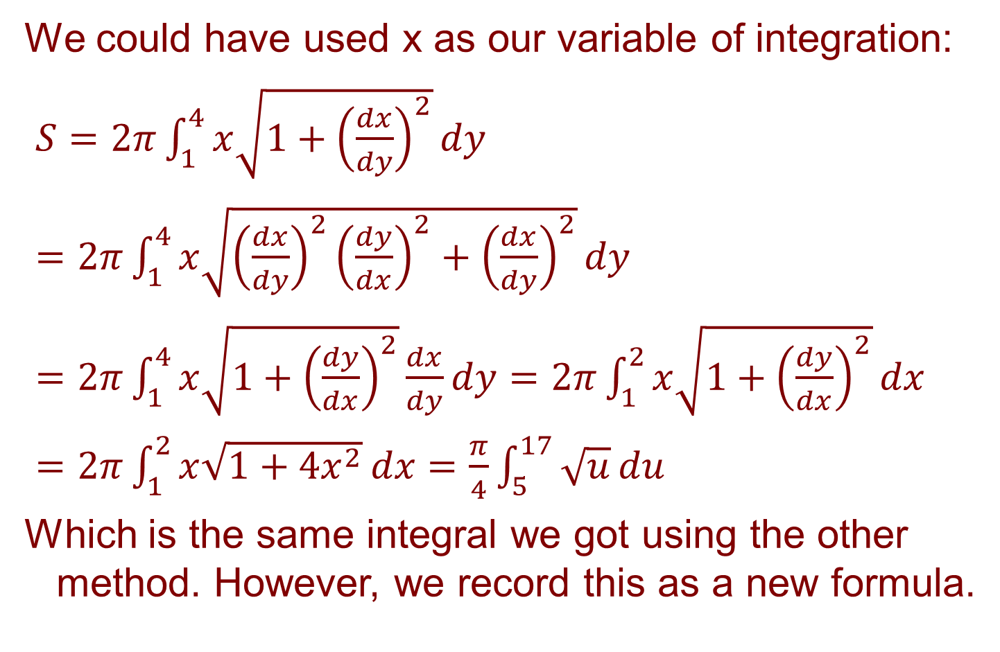 We could have used x as our variable of integration:
$S = 2\pi \int_1^4 x \sqrt{1 + \left(\frac{dx}{dy}\right)^2} \, dy$
$= 2\pi \int_1^4 x \sqrt{\left(\frac{dx}{dy}\right)^2 \left(\frac{dy}{dx}\right)^2 + \left(\frac{dx}{dy}\right)^2} \, dy$
$= 2\pi \int_1^4 x \sqrt{1 + \left(\frac{dy}{dx}\right)^2} \, \frac{dx}{dy} \, dy = 2\pi \int_1^2 x \sqrt{1 + \left(\frac{dy}{dx}\right)^2} \, dx$
$= 2\pi \int_1^2 x \sqrt{1 + 4x^2} \, dx = \frac{\pi}{4} \int_5^{17} \sqrt{u} \, du$
Which is the same integral we got using the other
method. However, we record this as a new formula.